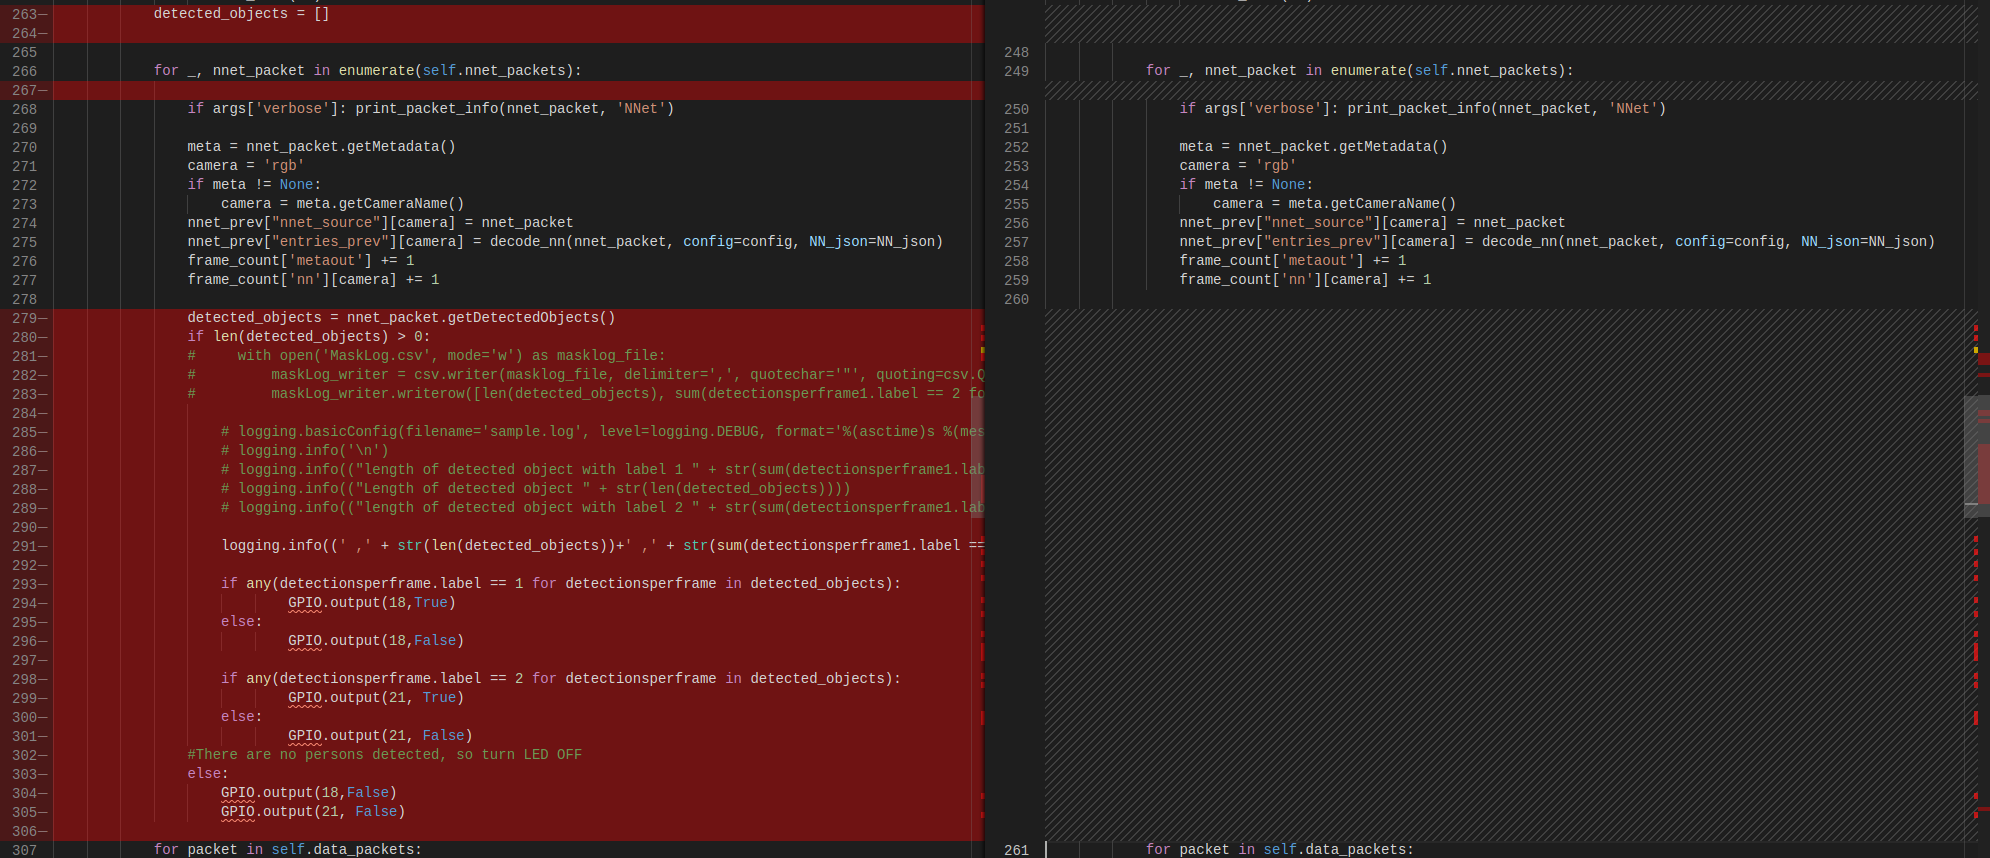 263— detected_objects = []
264—
265
266 for _, nnet_packet in enumerate(self.nnet_packets):
267—
268 if args['verbose']: print_packet_info(nnet_packet, 'NNet')
269
270 meta = nnet_packet.getMetadata()
271 camera = 'rgb'
272 if meta != None:
273 camera = meta.getCameraName()
274 nnet_prev["nnet_source"][camera] = nnet_packet
275 nnet_prev["entries_prev"][camera] = decode_nn(nnet_packet, config=config, NN_json=NN_json)
276 frame_count['metaout'] += 1
277 frame_count['nn'][camera] += 1
278
279— detected_objects = nnet_packet.getDetectedObjects()
280— if len(detected_objects) > 0:
281— #     with open('MaskLog.csv', mode='w') as masklog_file:
282— #         maskLog_writer = csv.writer(masklog_file, delimiter=',', quotechar='"', quoting=csv.Q
283— #         maskLog_writer.writerow([len(detected_objects), sum(detectionsperframe1.label == 2 fo
284—
285— # logging.basicConfig(filename='sample.log', level=logging.DEBUG, format='%(asctime)s %(mes
286— # logging.info('\n')
287— # logging.info(("length of detected object with label 1 " + str(sum(detectionsperframe1.lab
288— # logging.info(("Length of detected object " + str(len(detected_objects))))
289— # logging.info(("length of detected object with label 2 " + str(sum(detectionsperframe1.lab
290—
291— logging.info((' ,' + str(len(detected_objects))+' ,' + str(sum(detectionsperframe1.label ==
292—
293— if any(detectionsperframe.label == 1 for detectionsperframe in detected_objects):
294— GPIO.output(18,True)
295— else:
296— GPIO.output(18,False)
297—
298— if any(detectionsperframe.label == 2 for detectionsperframe in detected_objects):
299— GPIO.output(21, True)
300— else:
301— GPIO.output(21, False)
302— #There are no persons detected, so turn LED OFF
303— else:
304— GPIO.output(18,False)
305— GPIO.output(21, False)
306—
307 for packet in self.data_packets:
248
249 for _, nnet_packet in enumerate(self.nnet_packets):
250 if args['verbose']: print_packet_info(nnet_packet, 'NNet')
251
252 meta = nnet_packet.getMetadata()
253 camera = 'rgb'
254 if meta != None:
255 camera = meta.getCameraName()
256 nnet_prev["nnet_source"][camera] = nnet_packet
257 nnet_prev["entries_prev"][camera] = decode_nn(nnet_packet, config=config, NN_json=NN_json)
258 frame_count['metaout'] += 1
259 frame_count['nn'][camera] += 1
260
261 for packet in self.data_packets: